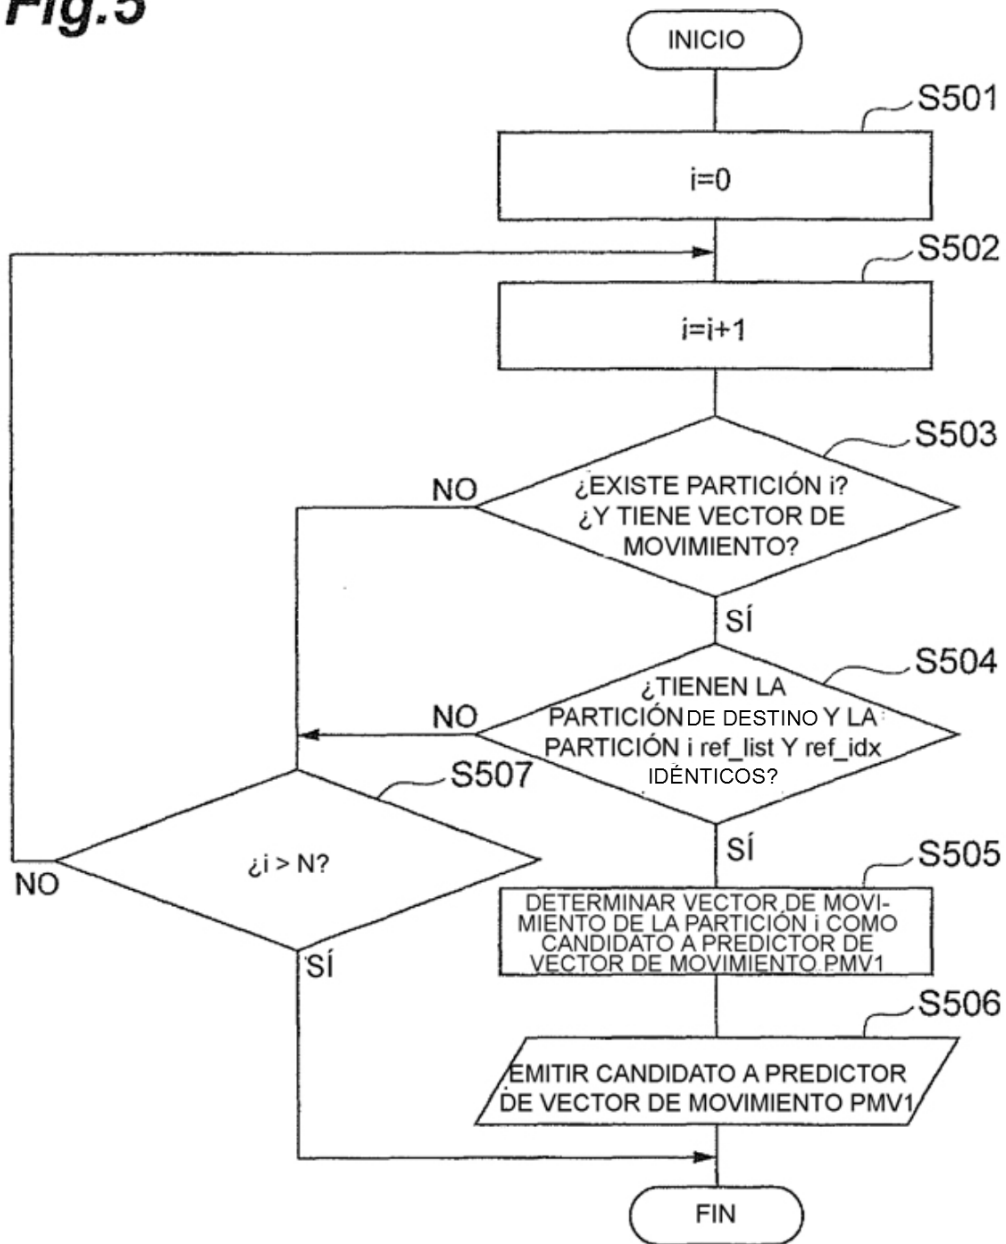 Fig.5
INICIO
S501
i=0
S502
i=i+1
S503
¿EXISTE PARTICIÓN i?
¿Y TIENE VECTOR DE
MOVIMIENTO?
NO
SÍ
S504
¿TIENEN LA
PARTICIÓN DE DESTINO Y LA
PARTICIÓN i ref_list Y ref_idx
IDÉNTICOS?
NO
SÍ
S507
¿i > N?
NO
SÍ
S505
DETERMINAR VECTOR DE MOVI-
MIENTO DE LA PARTICIÓN i COMO
CANDIDATO A PREDICTOR DE
VECTOR DE MOVIMIENTO PMV1
S506
EMITIR CANDIDATO A PREDICTOR
DE VECTOR DE MOVIMIENTO PMV1
FIN